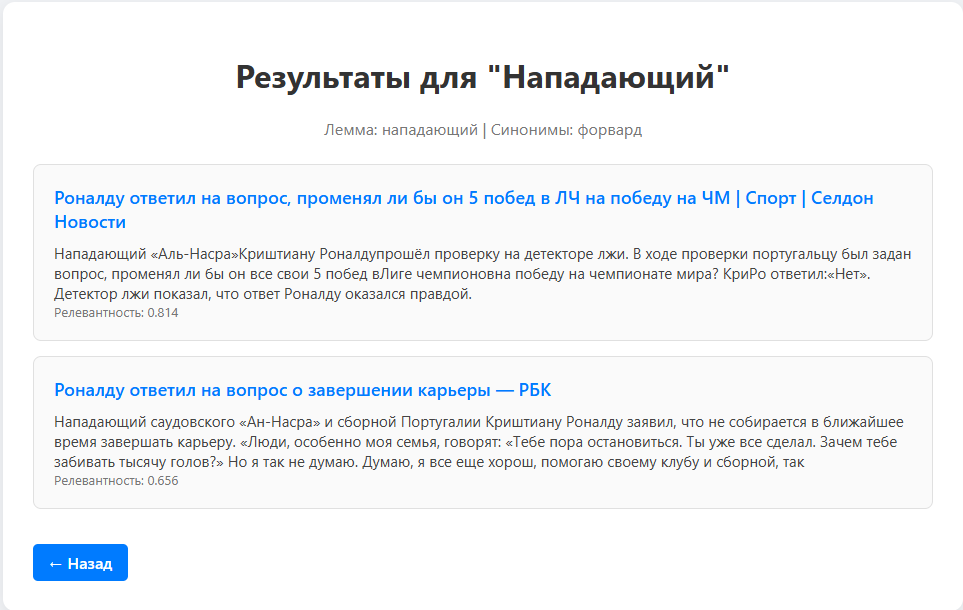 Результаты для "Нападающий"
Лемма: нападающий | Синонимы: форвард
Роналду ответил на вопрос, променял ли бы он 5 побед в ЛЧ на победу на ЧМ | Спорт | Селдон
Новости
Нападающий «Аль-Насра»Криштиану Роналдупрошёл проверку на детекторе лжи. В ходе проверки португальцу был задан
вопрос, променял ли бы он все свои 5 побед вЛиге чемпионовна победу на чемпионате мира? КриРо ответил:«Нет».
Детектор лжи показал, что ответ Роналду оказался правдой.
Релевантность: 0.814
Роналду ответил на вопрос о завершении карьеры — РБК
Нападающий саудовского «Ан-Насра» и сборной Португалии Криштиану Роналду заявил, что не собирается в ближайшее
время завершать карьеру. «Люди, особенно моя семья, говорят: «Тебе пора остановиться. Ты уже все сделал. Зачем тебе
забивать тысячу голов?» Но я так не думаю. Думаю, я все еще хорош, помогаю своему клубу и сборной, так
Релевантность: 0.656
← Назад